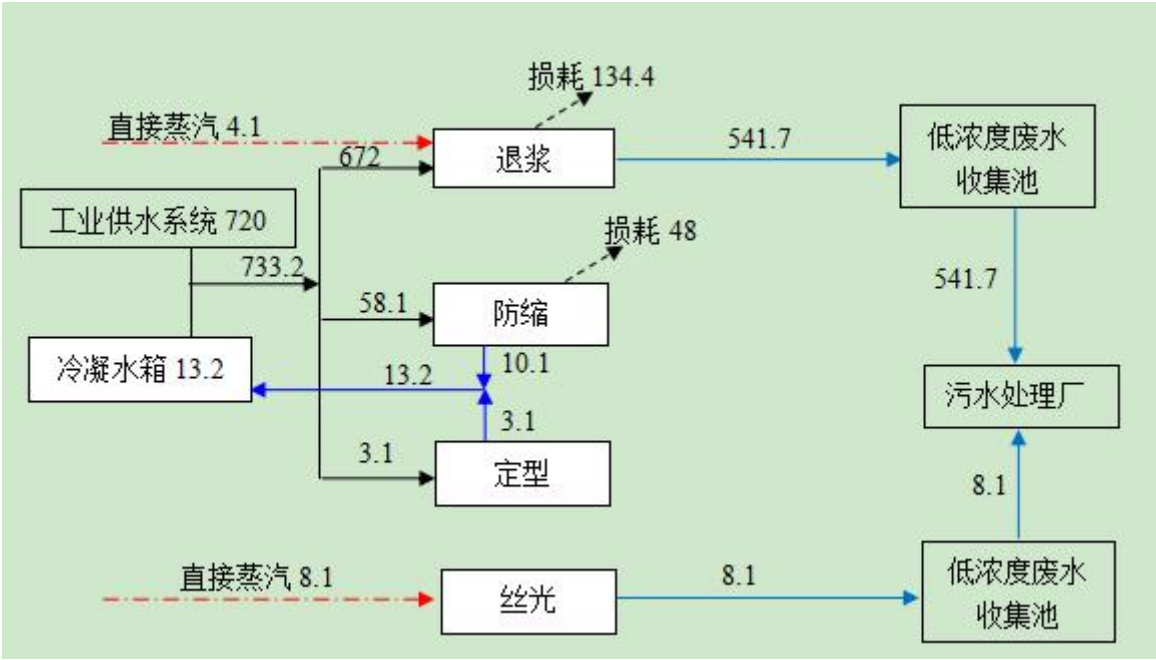 损耗 134.4
直接蒸汽 4.1
退浆
541.7
低浓度废水
收集池
672
工业供水系统 720
733.2
损耗 48
541.7
58.1
防缩
10.1
冷凝水箱 13.2
13.2
污水处理厂
3.1
3.1
定型
8.1
直接蒸汽 8.1
丝光
8.1
低浓度废水
收集池